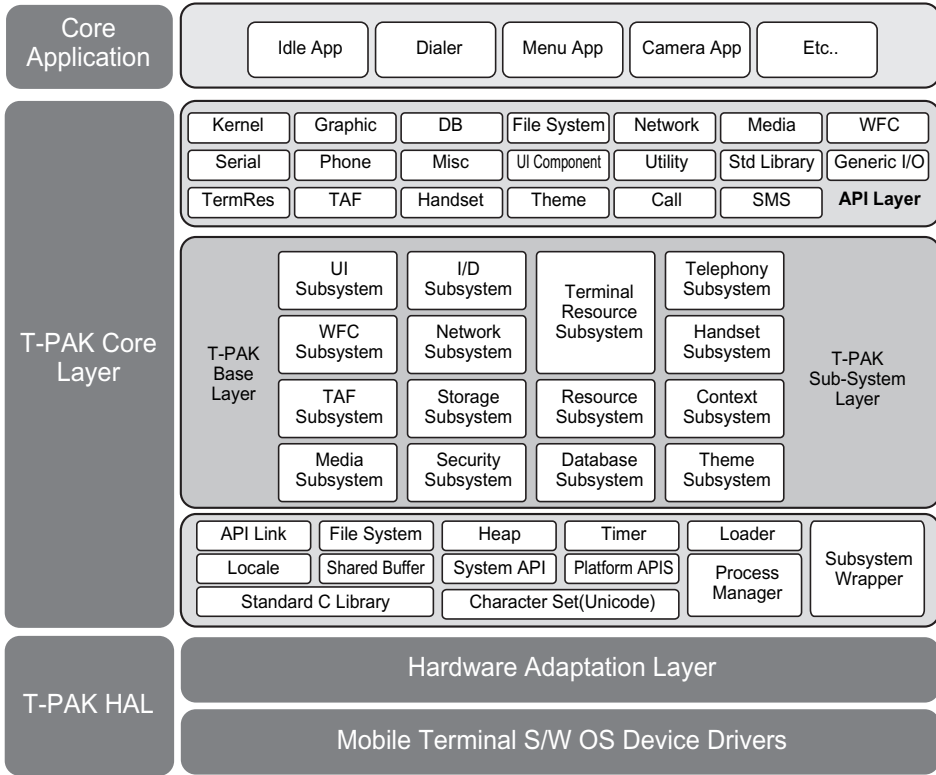 Core
Application
Idle App
Dialer
Menu App
Camera App
Etc..
T-PAK Core
Layer
Kernel
Graphic
DB
File System
Network
Media
WFC
Serial
Phone
Misc
UI Component
Utility
Std Library
Generic I/O
TermRes
TAF
Handset
Theme
Call
SMS
API Layer
T-PAK
Base
Layer
UI
Subsystem
I/D
Subsystem
Terminal
Resource
Subsystem
Telephony
Subsystem
WFC
Subsystem
Network
Subsystem
Handset
Subsystem
TAF
Subsystem
Storage
Subsystem
Resource
Subsystem
Context
Subsystem
Media
Subsystem
Security
Subsystem
Database
Subsystem
Theme
Subsystem
T-PAK
Sub-System
Layer
API Link
File System
Heap
Timer
Loader
Locale
Shared Buffer
System API
Platform APIS
Process
Manager
Subsystem
Wrapper
Standard C Library
Character Set(Unicode)
T-PAK HAL
Hardware Adaptation Layer
Mobile Terminal S/W OS Device Drivers